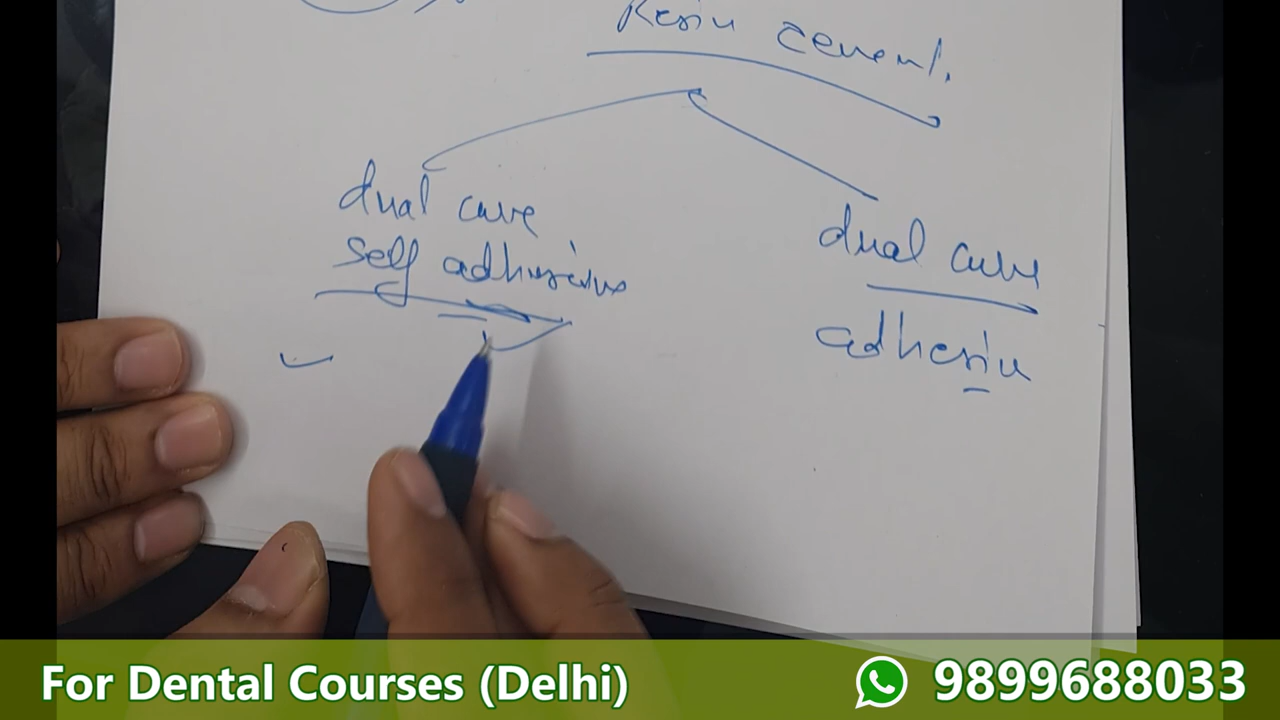 Resin cement.
dual cure
self adhesive
dual cure
adhesive
For Dental Courses (Delhi)
9899688033